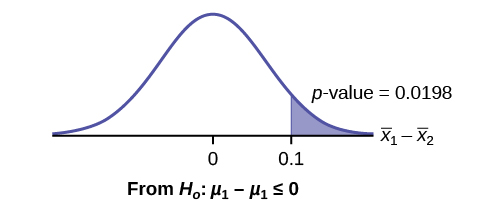 p-value = 0.0198
x̅₁ – x̅₂
0 0.1
From Hₒ: μ₁ – μ₁ ≤ 0